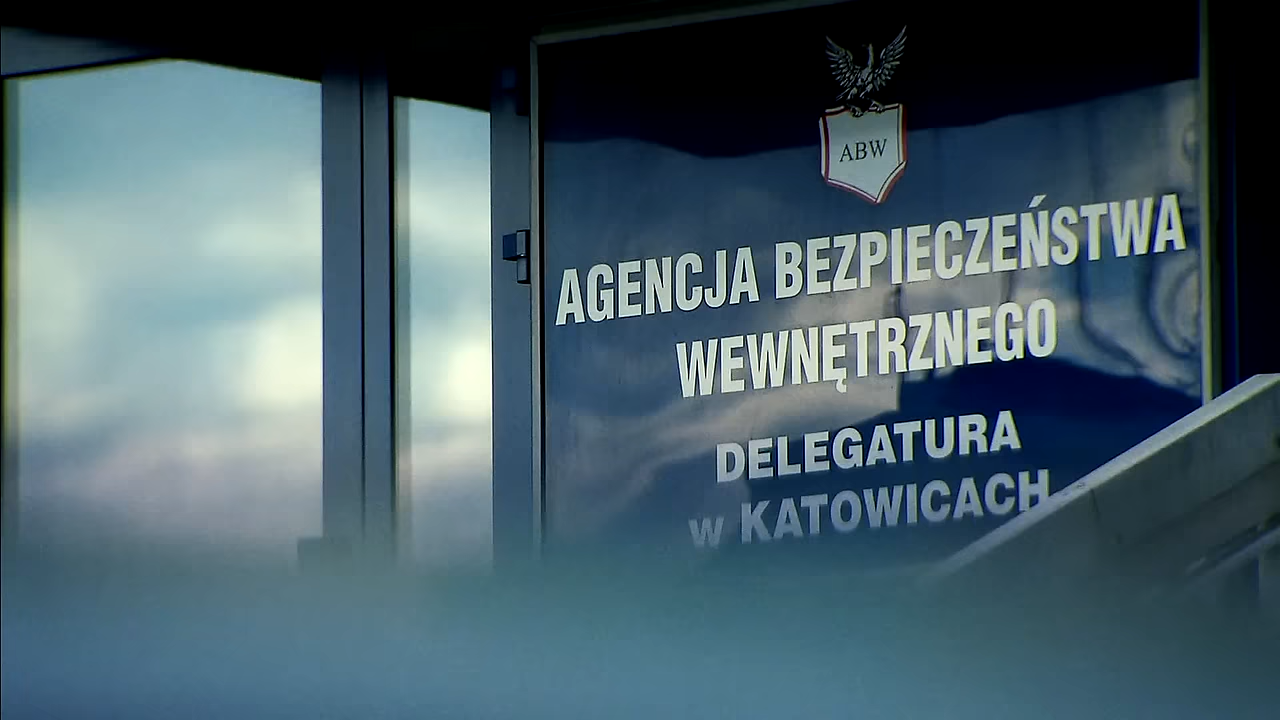 ABW
AGENCJA BEZPIECZEŃSTWA
WEWNĘTRZNEGO
DELEGATURA
w KATOWICACH